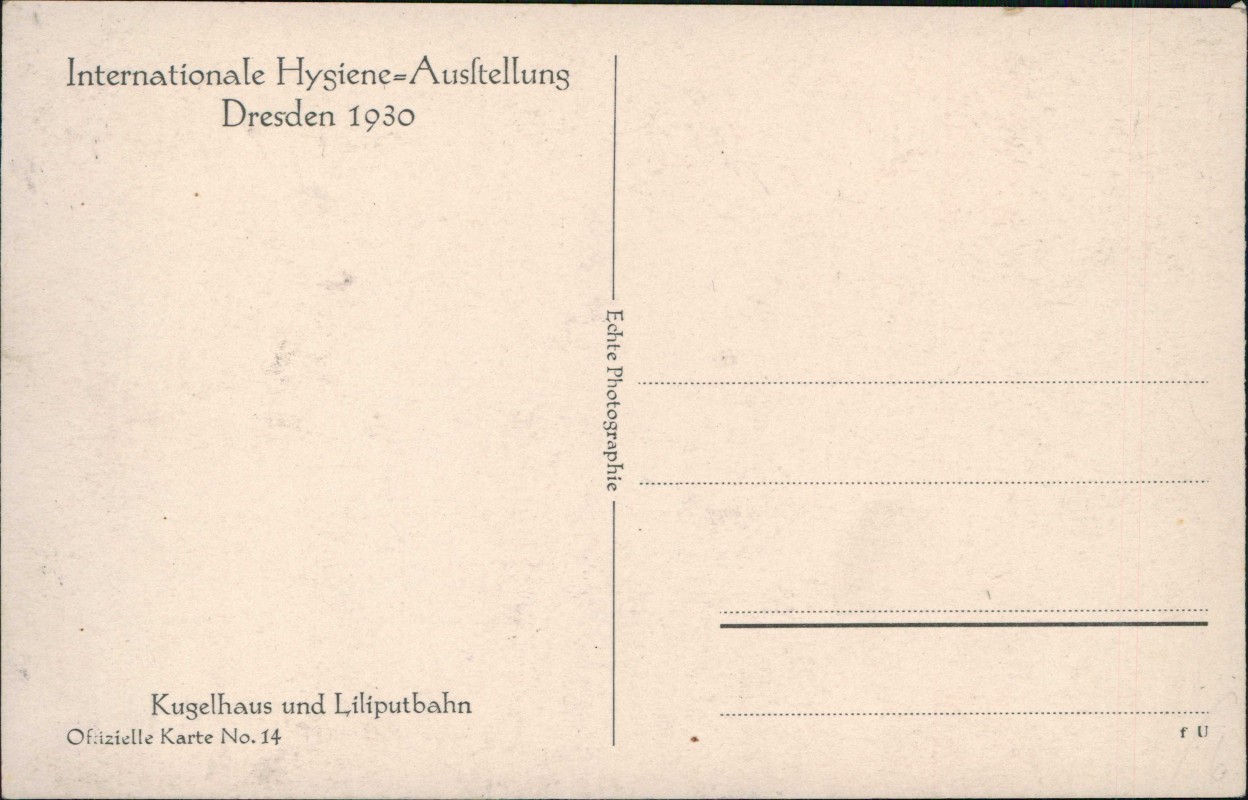 Internationale Hygiene=Ausſtellung
Dresden 1930
Echte Photographie
Kugelhaus und Liliputbahn
Offizielle Karte No. 14
f U